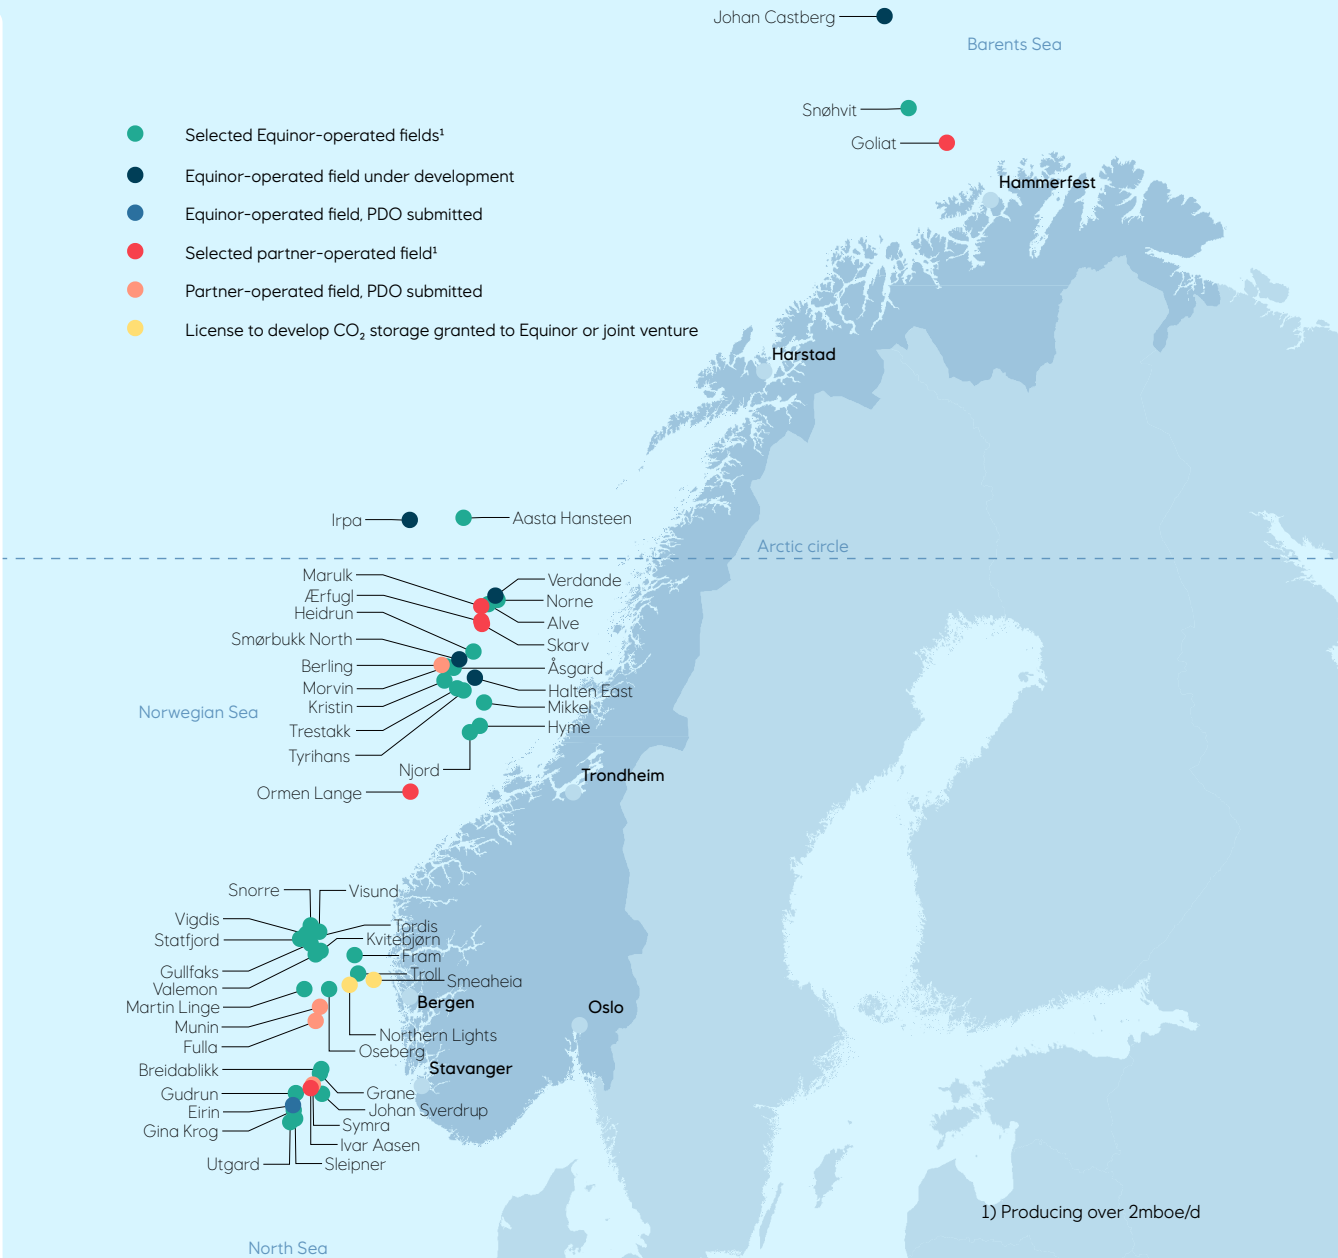 Johan Castberg
Barents Sea
Snøhvit
Goliat
Hammerfest
Selected Equinor-operated fields¹
Equinor-operated field under development
Equinor-operated field, PDO submitted
Selected partner-operated field¹
Partner-operated field, PDO submitted
License to develop CO₂ storage granted to Equinor or joint venture
Harstad
Irpa
Aasta Hansteen
Arctic circle
Marulk
Verdande
Ærfugl
Norne
Heidrun
Alve
Smørbukk North
Skarv
Berling
Åsgard
Morvin
Halten East
Kristin
Mikkel
Norwegian Sea
Trestakk
Hyme
Tyrihans
Njord
Trondheim
Ormen Lange
Snorre
Visund
Vigdis
Tordis
Statfjord
Kvitebjørn
Fram
Gullfaks
Troll
Valemon
Smeaheia
Martin Linge
Bergen
Oslo
Munin
Northern Lights
Fulla
Oseberg
Breidablikk
Stavanger
Gudrun
Grane
Eirin
Johan Sverdrup
Gina Krog
Symra
Ivar Aasen
Utgard
Sleipner
1) Producing over 2mboe/d
North Sea